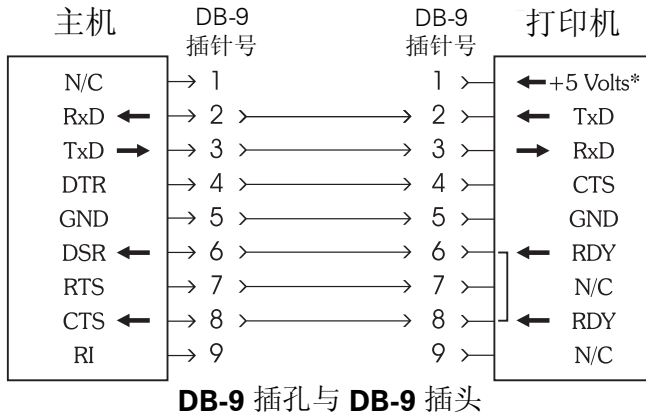 主机 DB-9 DB-9 打印机
插针号 插针号
N/C 1 1 +5 Volts*
RxD 2 2 TxD
TxD 3 3 RxD
DTR 4 4 CTS
GND 5 5 GND
DSR 6 6 RDY
RTS 7 7 N/C
CTS 8 8 RDY
RI 9 9 N/C
DB-9 插孔与 DB-9 插头